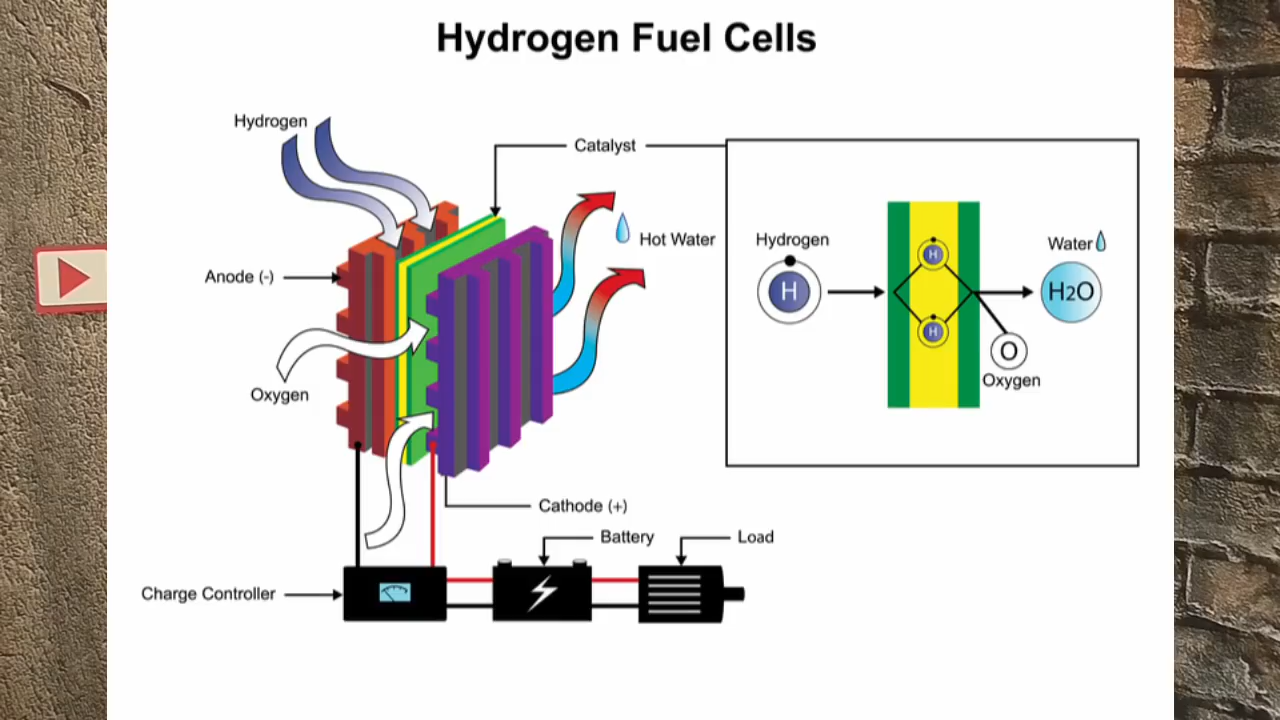 Hydrogen Fuel Cells
Hydrogen
Catalyst
Hot Water
Anode (-)
Oxygen
Cathode (+)
Battery
Load
Charge Controller
Hydrogen
H
H
H
Water
H2O
O
Oxygen